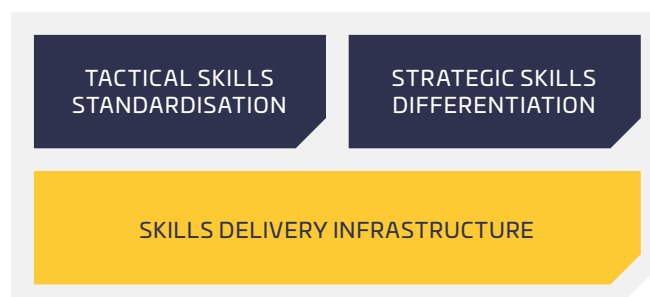 TACTICAL SKILLS
STANDARDISATION
STRATEGIC SKILLS
DIFFERENTIATION
SKILLS DELIVERY INFRASTRUCTURE